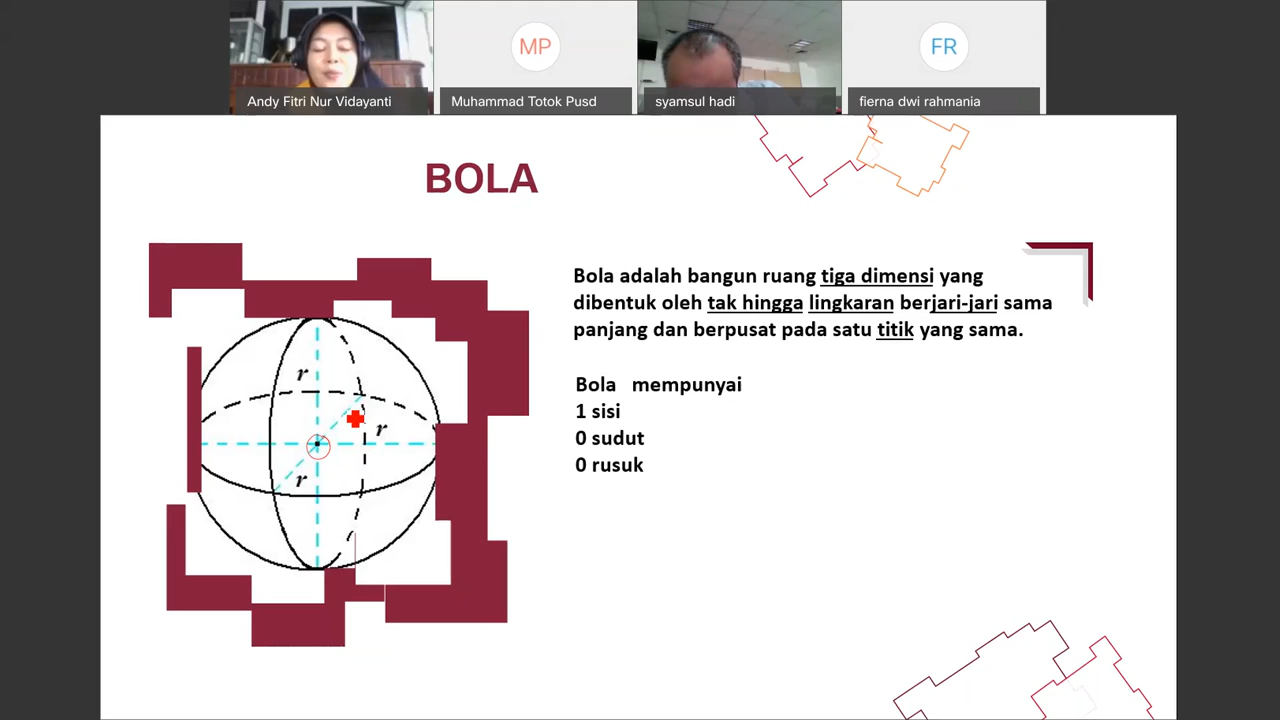 MP
FR
Andy Fitri Nur Vidayanti
Muhammad Totok Pusd
syamsul hadi
fierna dwi rahmania
BOLA
Bola adalah bangun ruang tiga dimensi yang
dibentuk oleh tak hingga lingkaran berjari-jari sama
panjang dan berpusat pada satu titik yang sama.
Bola mempunyai
1 sisi
0 sudut
0 rusuk
r
r
r